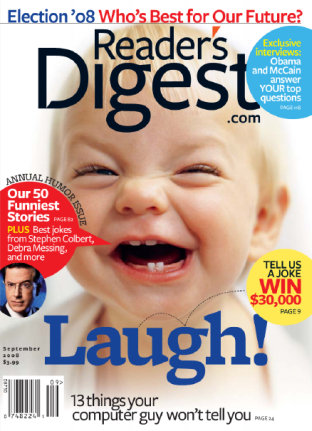 Election '08 Who's Best for Our Future?
Reader's
Digest
.com
Exclusive
interviews:
Obama
and McCain
answer
YOUR top
questions
ANNUAL HUMOR ISSUE
Our 50
Funniest
Stories PAGE 82
PLUS Best jokes
from Stephen Colbert,
Debra Messing,
and more
TELL US
A JOKE
WIN
$30,000
PAGE 9
Laugh!
September
2008
$3.99
09
13 things your
computer guy won't tell you PAGE 24